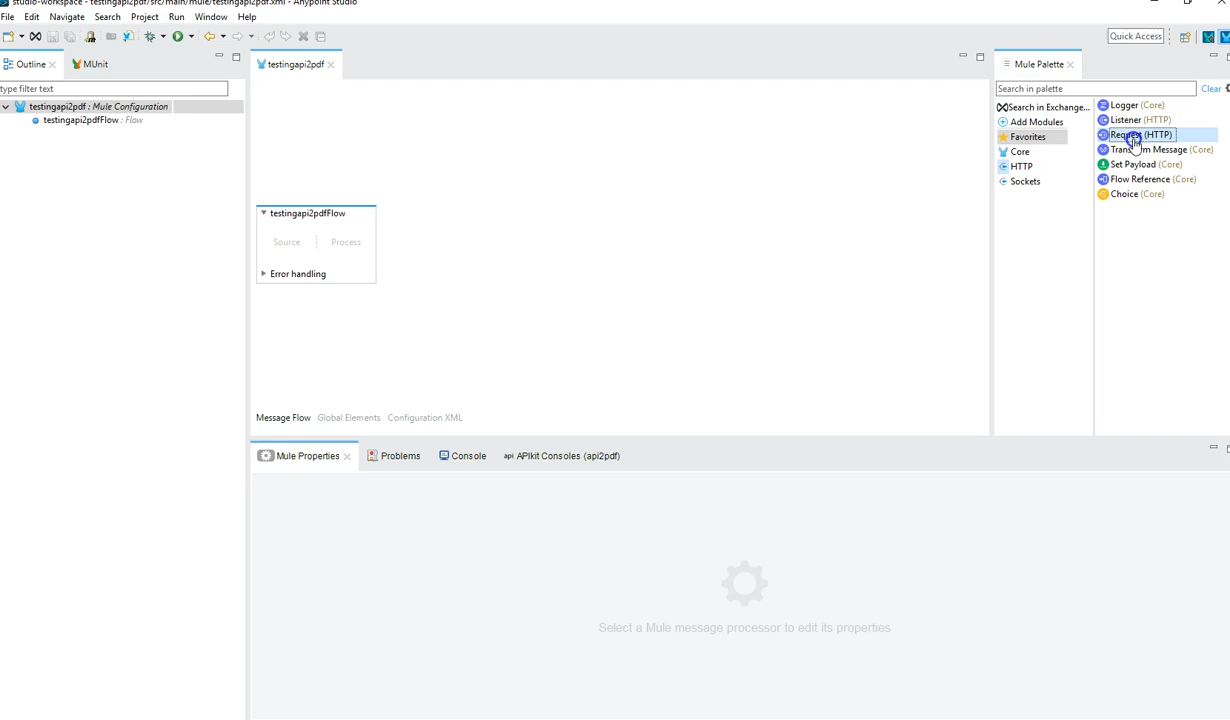 studio-workspace - testingapi2pdf/src/main/mule/testingapi2pdf.xml - Anypoint Studio
File Edit Navigate Search Project Run Window Help
Quick Access
Outline MUnit testingapi2pdf Mule Palette
type filter text
Search in palette Clear
testingapi2pdf : Mule Configuration
testingapi2pdfFlow : Flow
Search in Exchange...
Add Modules
Favorites
Core
HTTP
Sockets
Logger (Core)
Listener (HTTP)
Request (HTTP)
Transform Message (Core)
Set Payload (Core)
Flow Reference (Core)
Choice (Core)
testingapi2pdfFlow
Source Process
Error handling
Message Flow Global Elements Configuration XML
Mule Properties Problems Console api APIkit Consoles (api2pdf)
Select a Mule message processor to edit its properties